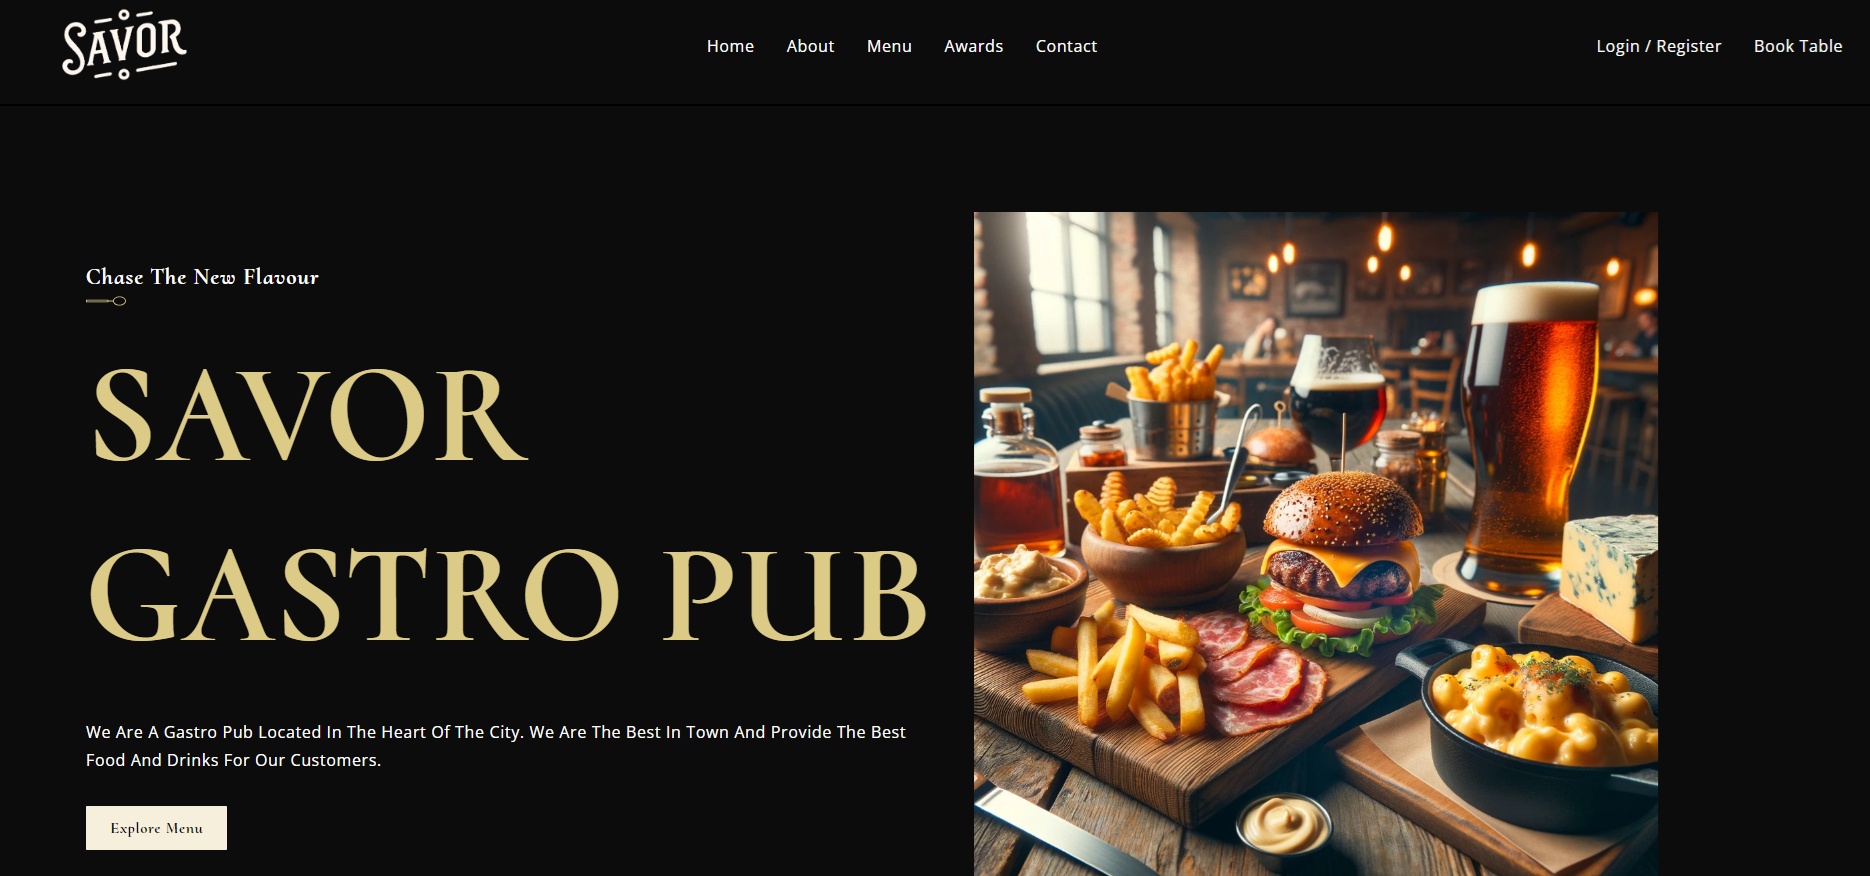 SAVOR
Home About Menu Awards Contact
Login / Register Book Table
Chase The New Flavour
SAVOR
GASTRO PUB
We Are A Gastro Pub Located In The Heart Of The City. We Are The Best In Town And Provide The Best
Food And Drinks For Our Customers.
Explore Menu